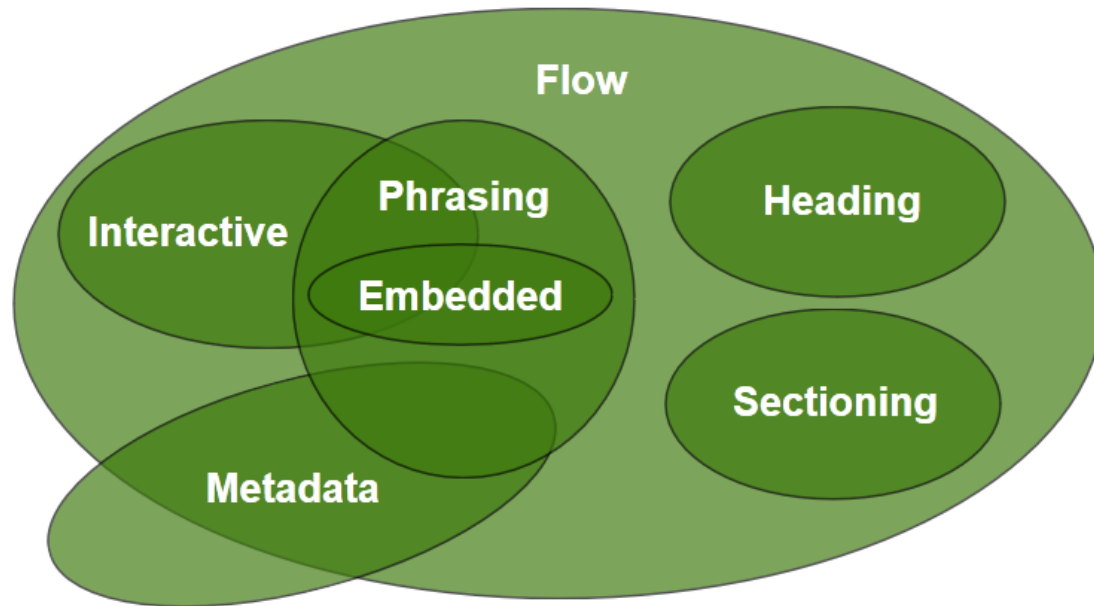 Flow
Phrasing
Heading
Interactive
Embedded
Sectioning
Metadata